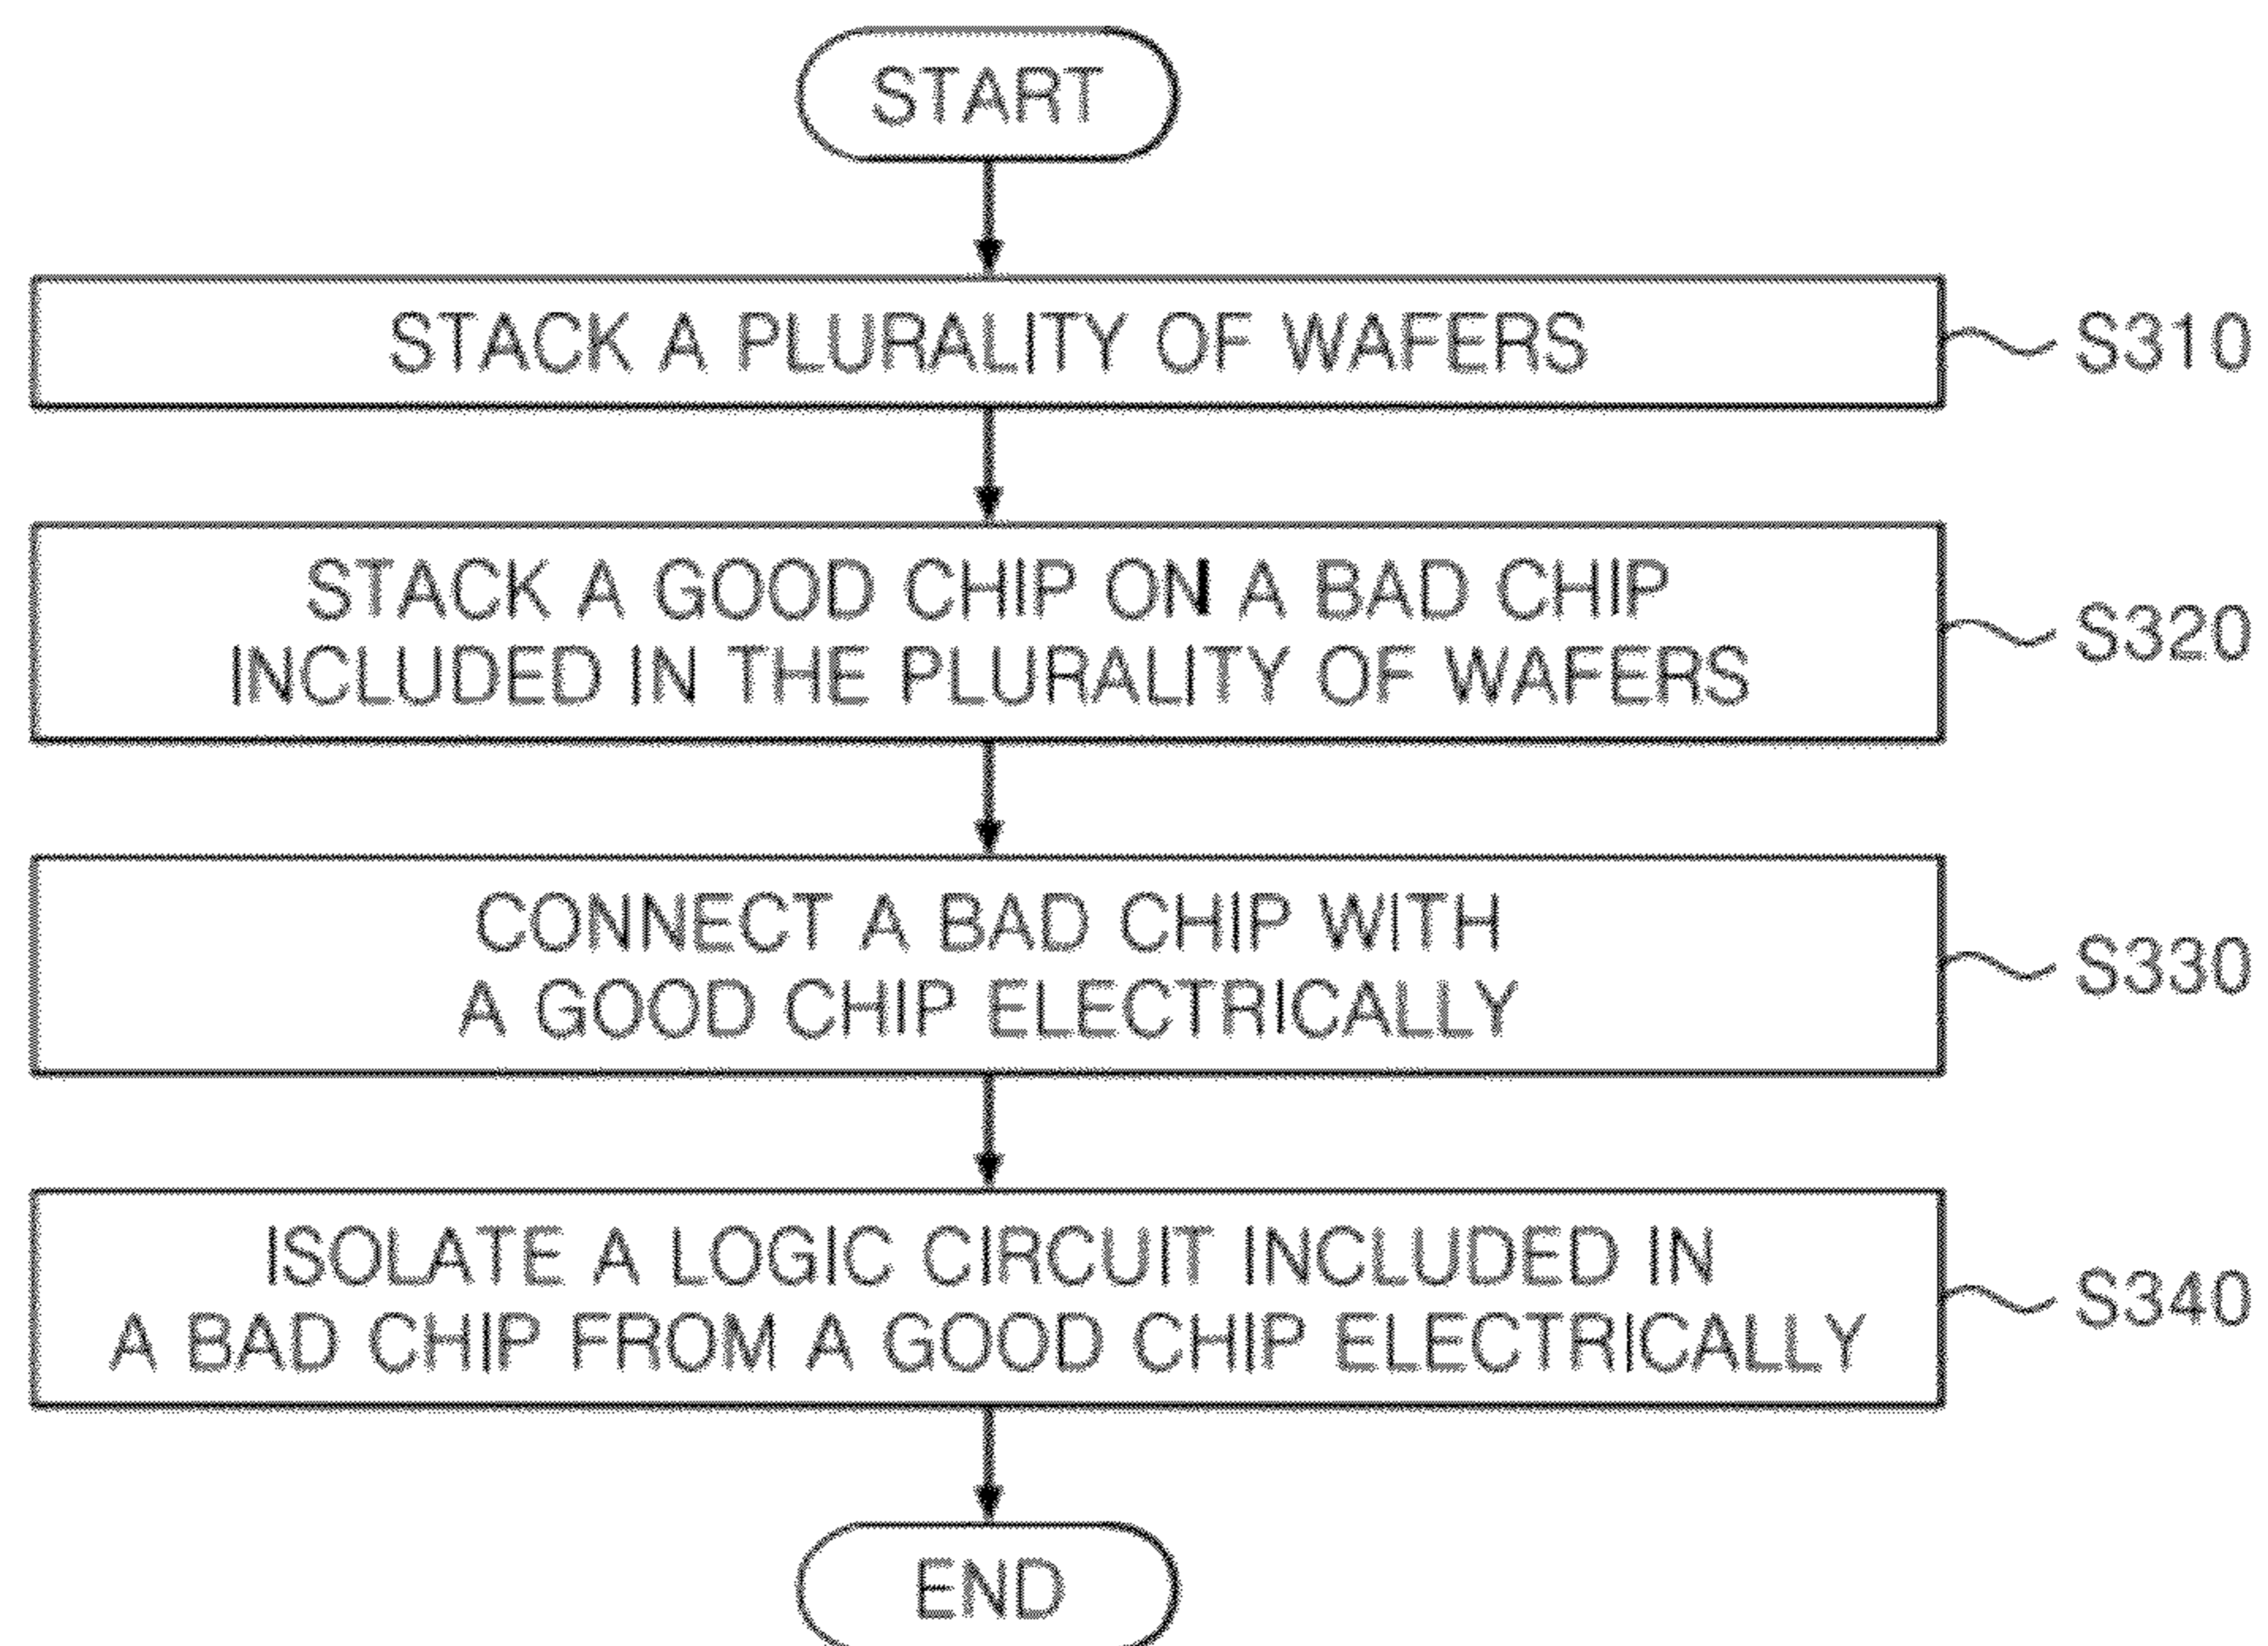 START
STACK A PLURALITY OF WAFERS
S310
STACK A GOOD CHIP ON A BAD CHIP
INCLUDED IN THE PLURALITY OF WAFERS
S320
CONNECT A BAD CHIP WITH
A GOOD CHIP ELECTRICALLY
S330
ISOLATE A LOGIC CIRCUIT INCLUDED IN
A BAD CHIP FROM A GOOD CHIP ELECTRICALLY
S340
END